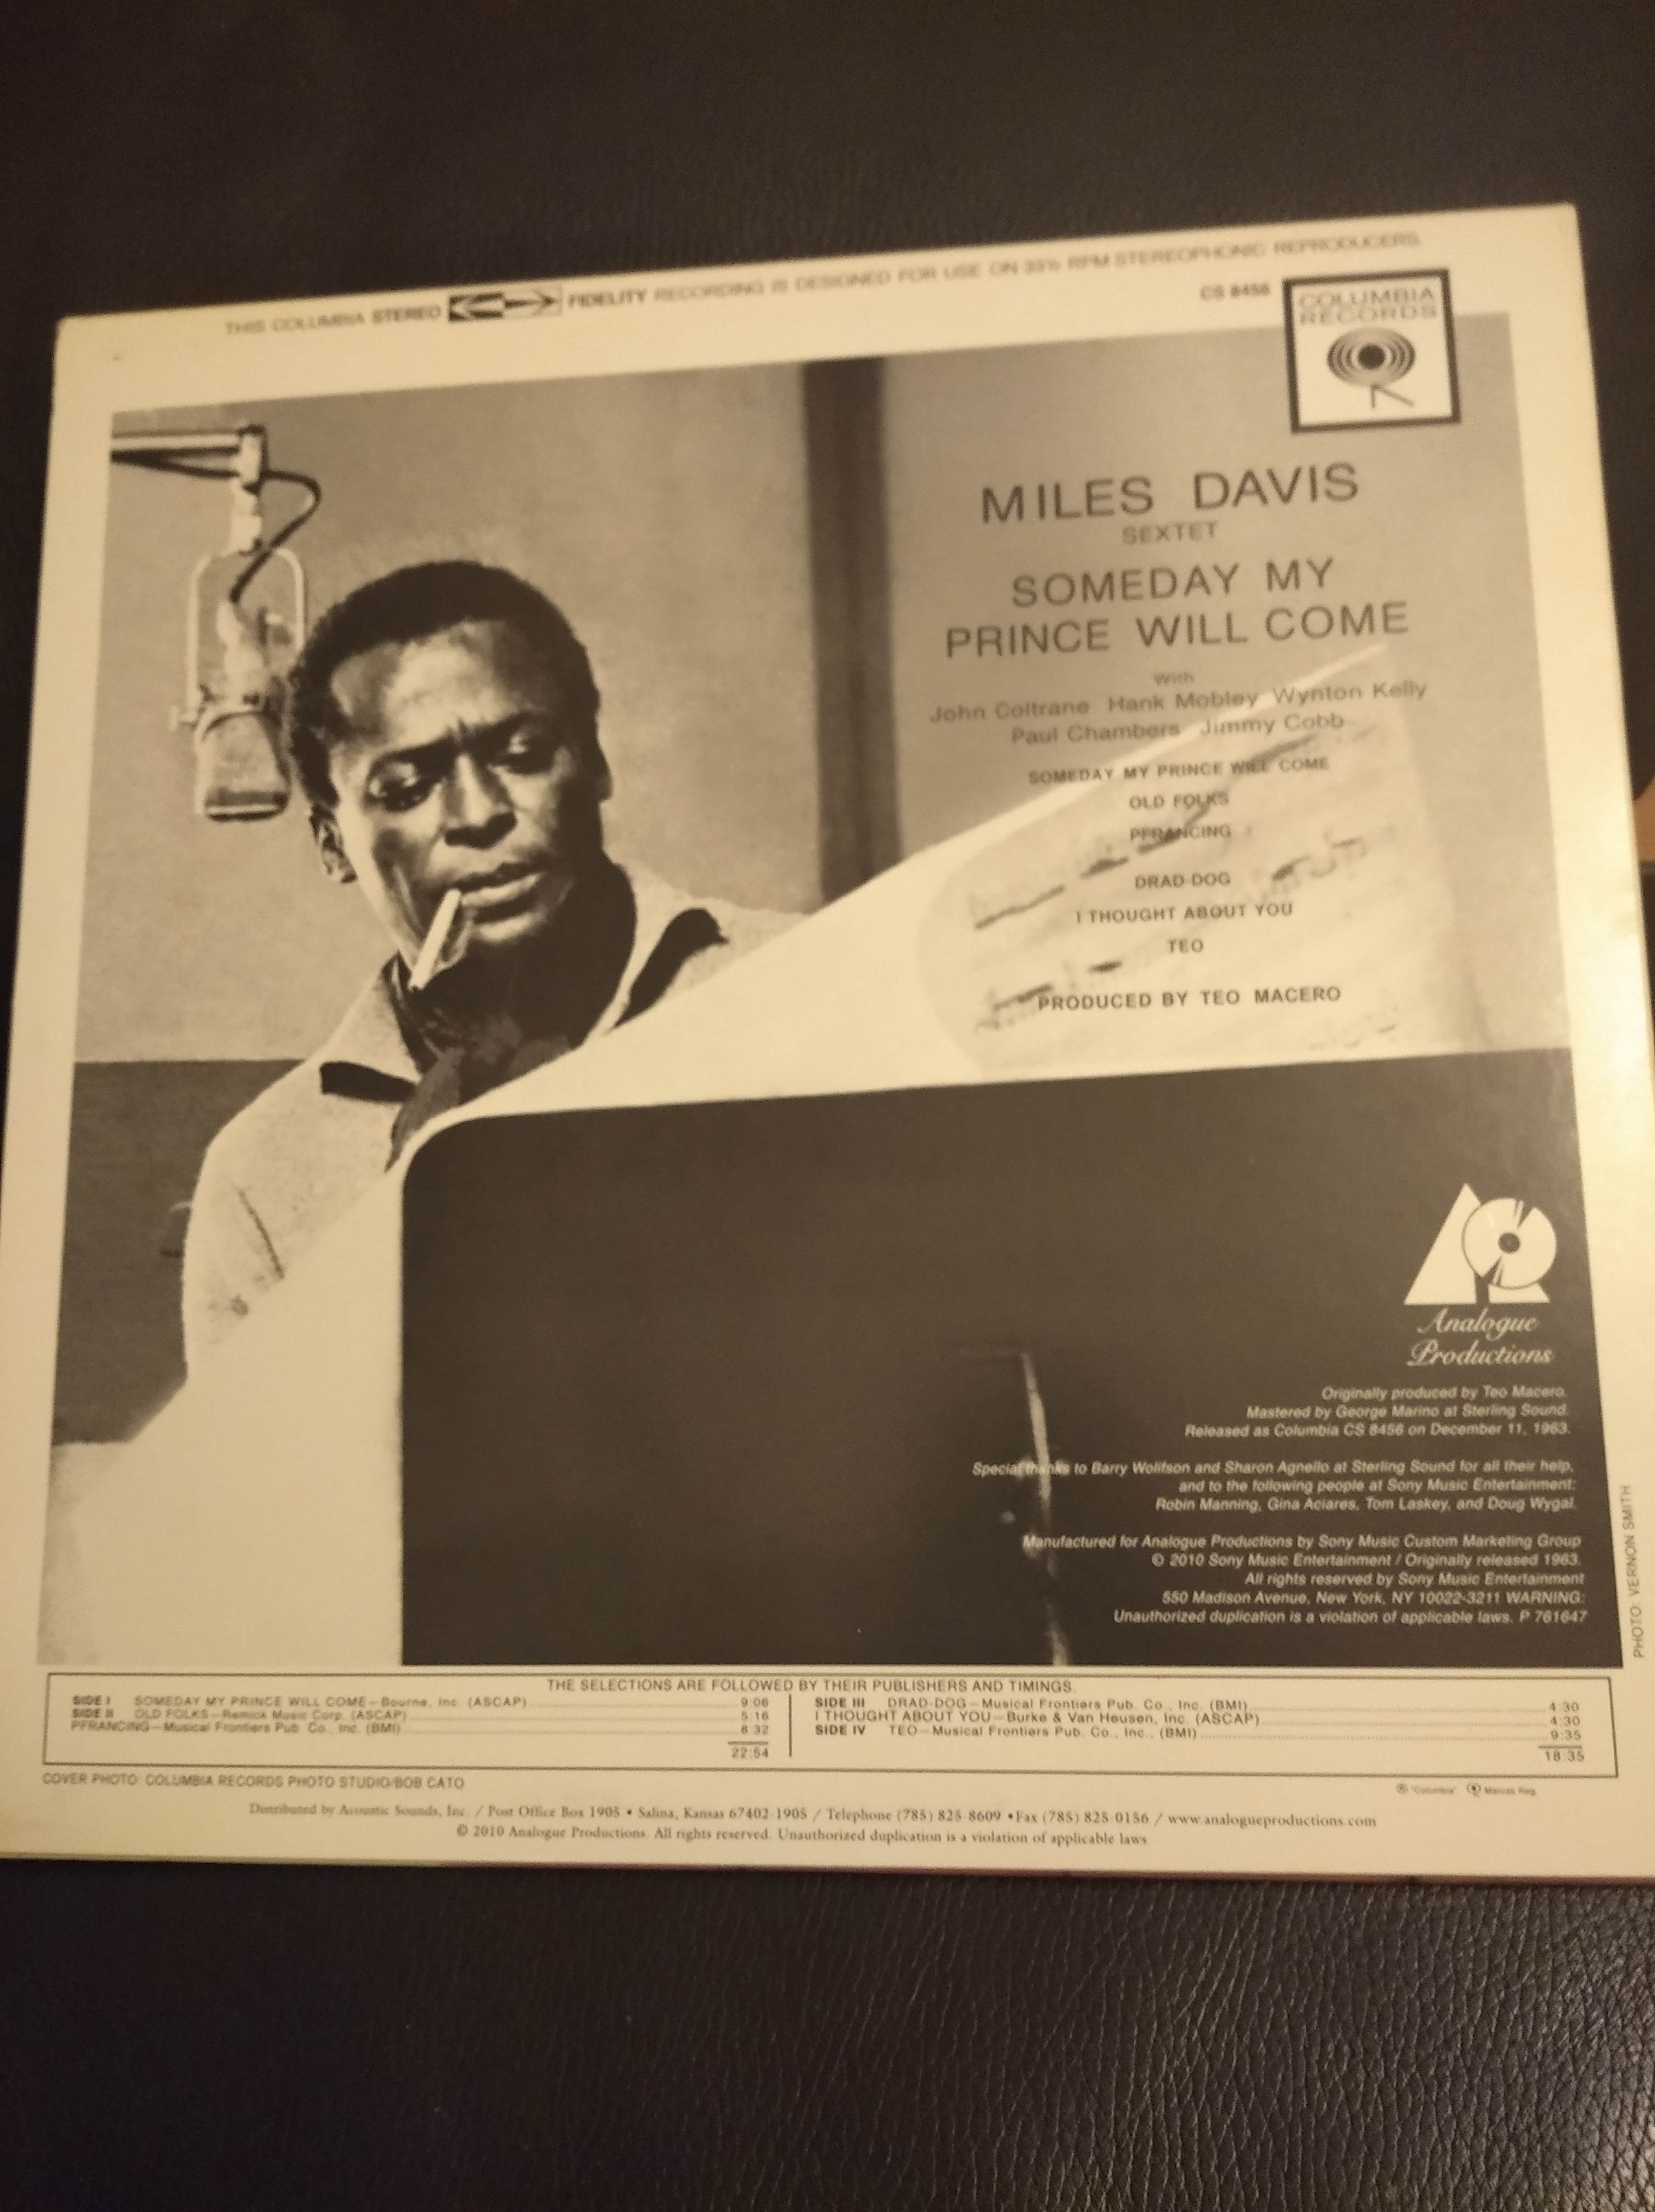 THIS COLUMBIA STEREO FIDELITY RECORDING IS DESIGNED FOR USE ON 33⅓ RPM STEREOPHONIC REPRODUCERS.
CS 8456
COLUMBIA
RECORDS
MILES DAVIS
SEXTET
SOMEDAY MY
PRINCE WILL COME
With
John Coltrane Hank Mobley Wynton Kelly
Paul Chambers Jimmy Cobb
SOMEDAY MY PRINCE WILL COME
OLD FOLKS
PFRANCING
DRAD-DOG
I THOUGHT ABOUT YOU
TEO
PRODUCED BY TEO MACERO
Analogue
Productions
Originally produced by Teo Macero.
Mastered by George Marino at Sterling Sound.
Released as Columbia CS 8456 on December 11, 1963.
Special thanks to Barry Wolifson and Sharon Agnello at Sterling Sound for all their help,
and to the following people at Sony Music Entertainment:
Robin Manning, Gina Aciares, Tom Laskey, and Doug Wygal.
Manufactured for Analogue Productions by Sony Music Custom Marketing Group
© 2010 Sony Music Entertainment / Originally released 1963.
All rights reserved by Sony Music Entertainment
550 Madison Avenue, New York, NY 10022-3211 WARNING:
Unauthorized duplication is a violation of applicable laws. P 761647
PHOTO: VERNON SMITH
THE SELECTIONS ARE FOLLOWED BY THEIR PUBLISHERS AND TIMINGS.
SIDE I SOMEDAY MY PRINCE WILL COME—Bourne, Inc. (ASCAP) 9:06
SIDE II OLD FOLKS—Remick Music Corp. (ASCAP) 5:16
PFRANCING—Musical Frontiers Pub. Co., Inc. (BMI) 8:32
22:54
SIDE III DRAD-DOG—Musical Frontiers Pub. Co., Inc. (BMI) 4:30
I THOUGHT ABOUT YOU—Burke & Van Heusen, Inc. (ASCAP) 4:30
SIDE IV TEO—Musical Frontiers Pub. Co., Inc., (BMI) 9:35
18:35
COVER PHOTO: COLUMBIA RECORDS PHOTO STUDIO/BOB CATO
® "Columbia" Marcas Reg.
Distributed by Acoustic Sounds, Inc. / Post Office Box 1905 • Salina, Kansas 67402-1905 / Telephone (785) 825-8609 • Fax (785) 825-0156 / www.analogueproductions.com
© 2010 Analogue Productions. All rights reserved. Unauthorized duplication is a violation of applicable laws